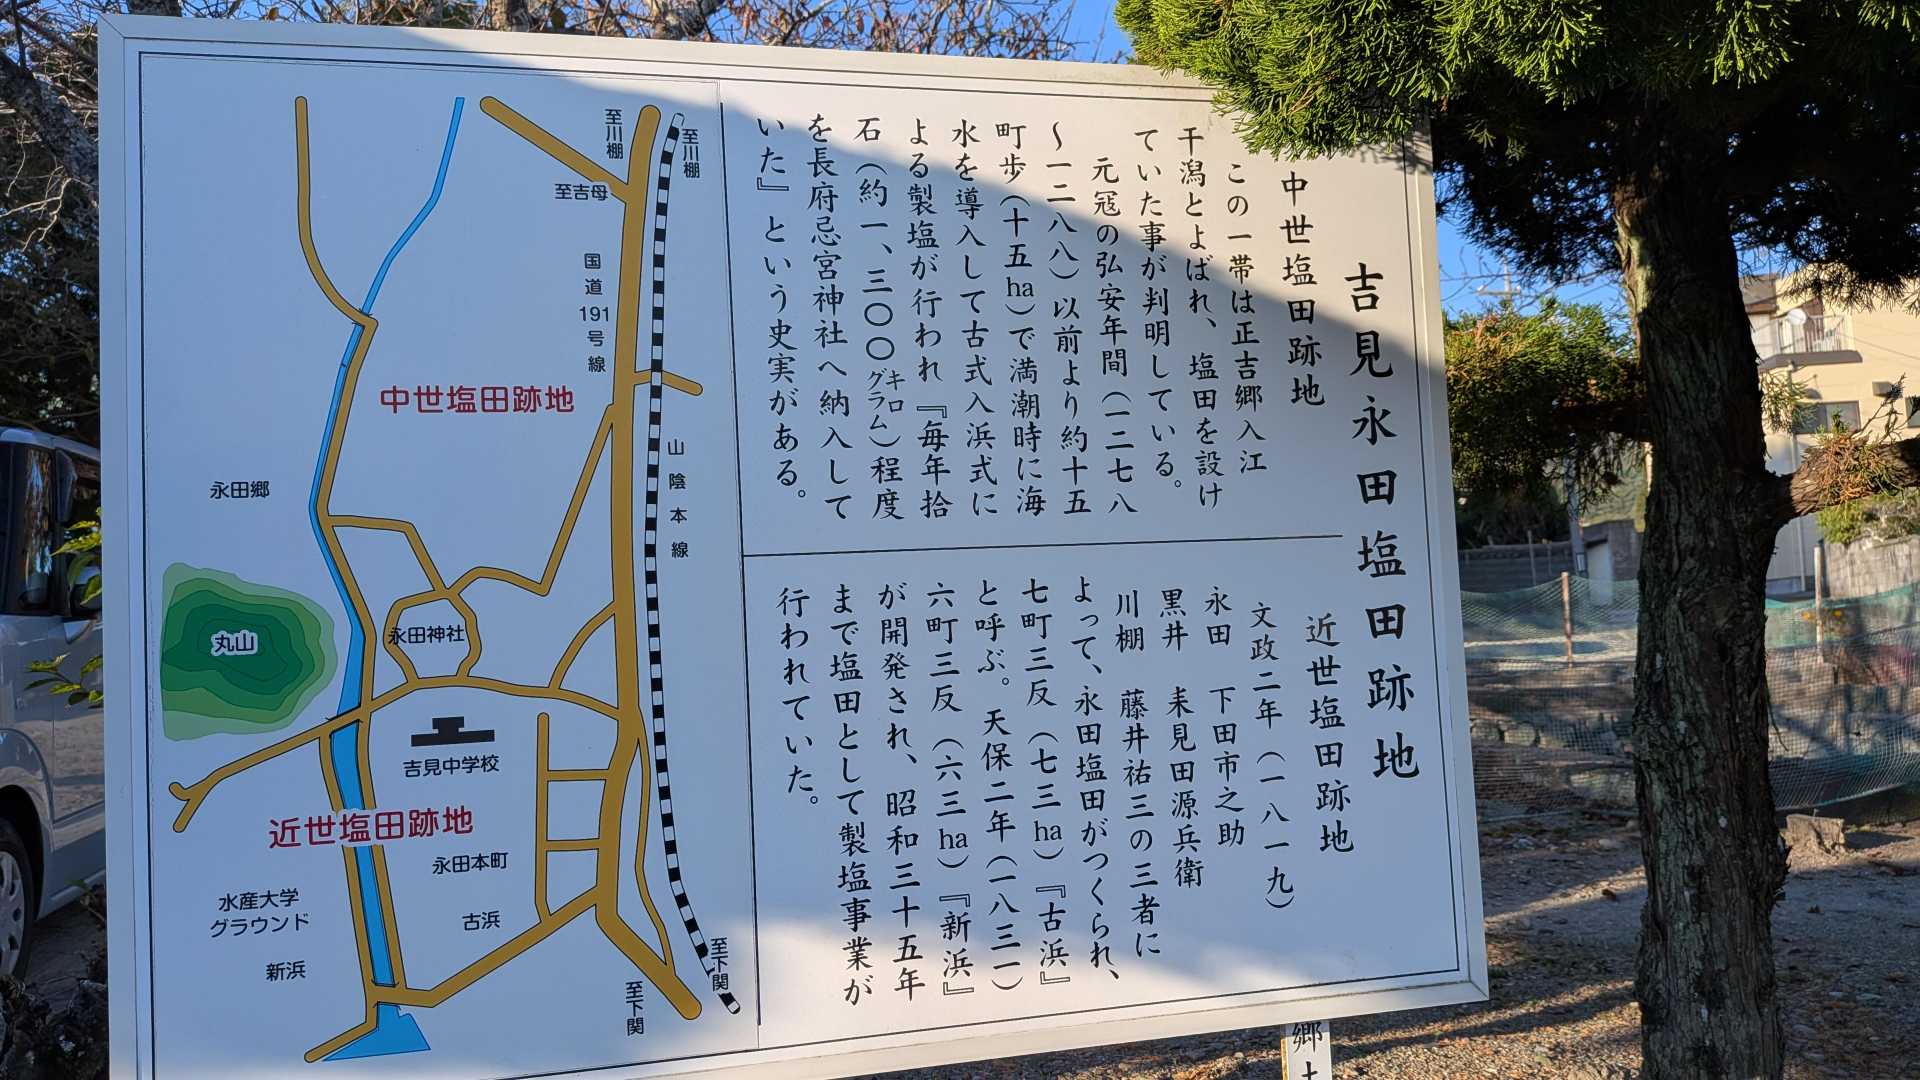 吉見永田塩田跡地
中世塩田跡地
この一帯は正吉郷入江
干潟とよばれ、塩田を設け
ていた事が判明している。
元冦の弘安年間(一二七八
〜一二八八)以前より約十五
町歩(十五ha)で満潮時に海
水を導入して古式入浜式に
よる製塩が行われ『毎年拾
石(約一、三〇〇キログラム)程度
を長府忌宮神社へ納入して
いた』という史実がある。
近世塩田跡地
文政二年(一八一九)
永田 下田市之助
黒井 耒見田源兵衛
川棚 藤井祐三の三者に
よって、永田塩田がつくられ、
七町三反(七三ha)『古浜』
と呼ぶ。天保二年(一八三一)
六町三反(六三ha)『新浜』
が開発され、昭和三十五年
まで塩田として製塩事業が
行われていた。
至川棚
至川棚
至吉母
国道191号線
中世塩田跡地
山陰本線
永田郷
丸山
永田神社
吉見中学校
近世塩田跡地
永田本町
水産大学
グラウンド
古浜
新浜
至下関
至下関
郷土